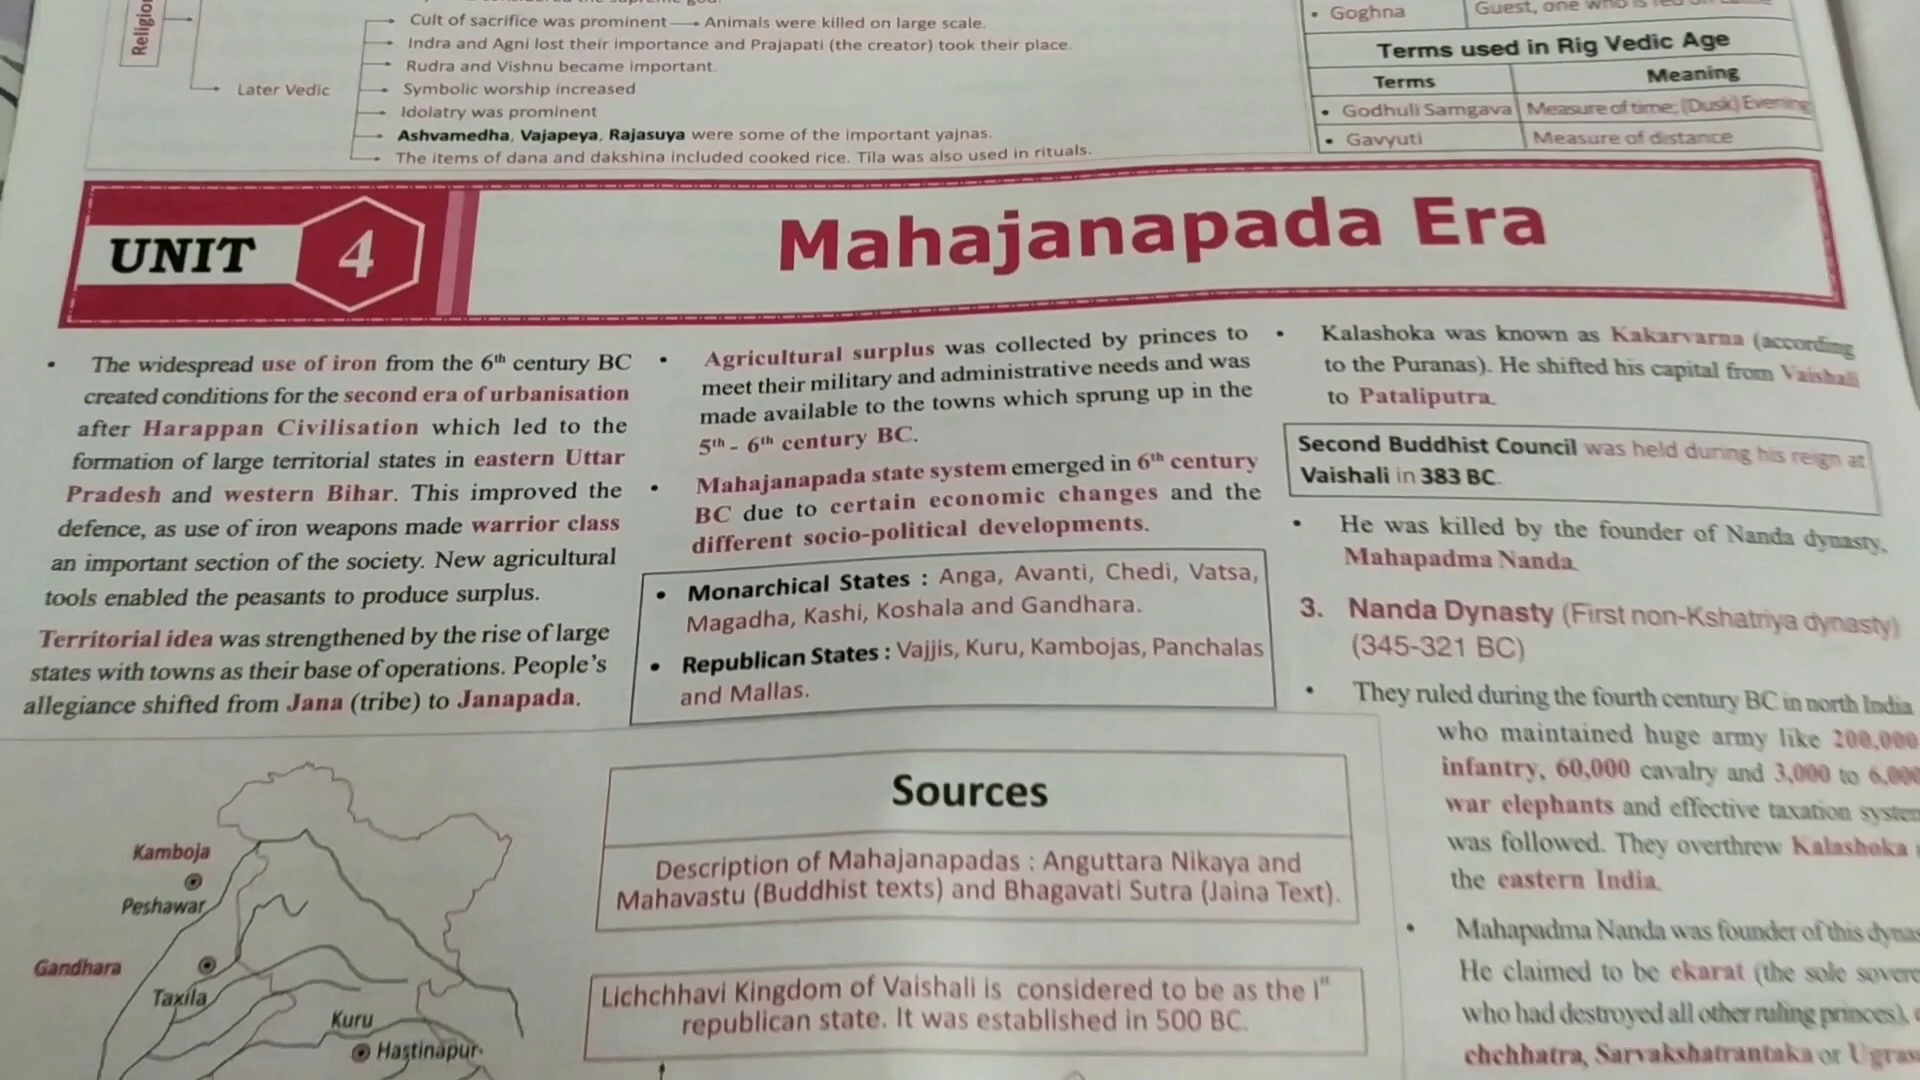 Religio
Later Vedic
Cult of sacrifice was prominent → Animals were killed on large scale.
Indra and Agni lost their importance and Prajapati (the creator) took their place.
Rudra and Vishnu became important.
Symbolic worship increased
Idolatry was prominent
Ashvamedha, Vajapeya, Rajasuya were some of the important yajnas.
The items of dana and dakshina included cooked rice. Tila was also used in rituals.
• Goghna Guest, one who is fed on
Terms used in Rig Vedic Age
Terms Meaning
• Godhuli Samgava Measure of time; (Dusk) Evening
• Gavyuti Measure of distance
UNIT 4
Mahajanapada Era
• The widespread use of iron from the 6th century BC
created conditions for the second era of urbanisation
after Harappan Civilisation which led to the
formation of large territorial states in eastern Uttar
Pradesh and western Bihar. This improved the
defence, as use of iron weapons made warrior class
an important section of the society. New agricultural
tools enabled the peasants to produce surplus.
Territorial idea was strengthened by the rise of large
states with towns as their base of operations. People's
allegiance shifted from Jana (tribe) to Janapada.
• Agricultural surplus was collected by princes to
meet their military and administrative needs and was
made available to the towns which sprung up in the
5th - 6th century BC.
• Mahajanapada state system emerged in 6th century
BC due to certain economic changes and the
different socio-political developments.
• Monarchical States : Anga, Avanti, Chedi, Vatsa,
Magadha, Kashi, Koshala and Gandhara.
• Republican States : Vajjis, Kuru, Kambojas, Panchalas
and Mallas.
Kamboja
Peshawar
Gandhara
Taxila
Kuru
Hastinapur
Sources
Description of Mahajanapadas : Anguttara Nikaya and
Mahavastu (Buddhist texts) and Bhagavati Sutra (Jaina Text).
Lichchhavi Kingdom of Vaishali is considered to be as the Ist
republican state. It was established in 500 BC.
• Kalashoka was known as Kakarvarna (according
to the Puranas). He shifted his capital from Vaishali
to Pataliputra.
Second Buddhist Council was held during his reign at
Vaishali in 383 BC.
• He was killed by the founder of Nanda dynasty,
Mahapadma Nanda.
3. Nanda Dynasty (First non-Kshatriya dynasty)
(345-321 BC)
• They ruled during the fourth century BC in north India
who maintained huge army like 200,000
infantry, 60,000 cavalry and 3,000 to 6,000
war elephants and effective taxation system
was followed. They overthrew Kalashoka
the eastern India.
• Mahapadma Nanda was founder of this dynas
He claimed to be ekarat (the sole sovere
who had destroyed all other ruling princes),
chchhatra, Sarvakshatrantaka or Ugras